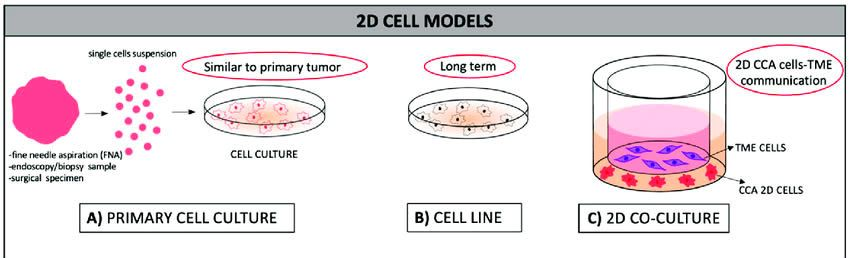 2D CELL MODELS
single cells suspension
Similar to primary tumor
Long term
2D CCA cells-TME
communication
-fine needle aspiration (FNA)
-endoscopy/biopsy sample
-surgical specimen
CELL CULTURE
TME CELLS
CCA 2D CELLS
A) PRIMARY CELL CULTURE
B) CELL LINE
C) 2D CO-CULTURE